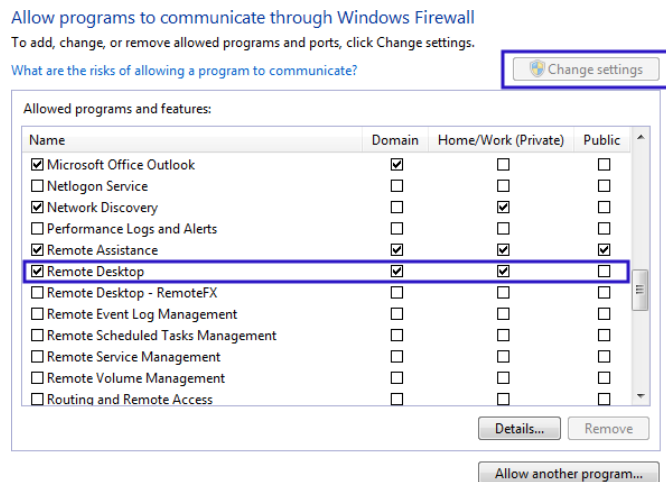 Allow programs to communicate through Windows Firewall
To add, change, or remove allowed programs and ports, click Change settings.
What are the risks of allowing a program to communicate?
Change settings
Allowed programs and features:
Name Domain Home/Work (Private) Public
Microsoft Office Outlook
Netlogon Service
Network Discovery
Performance Logs and Alerts
Remote Assistance
Remote Desktop
Remote Desktop - RemoteFX
Remote Event Log Management
Remote Scheduled Tasks Management
Remote Service Management
Remote Volume Management
Routing and Remote Access
Details... Remove
Allow another program...